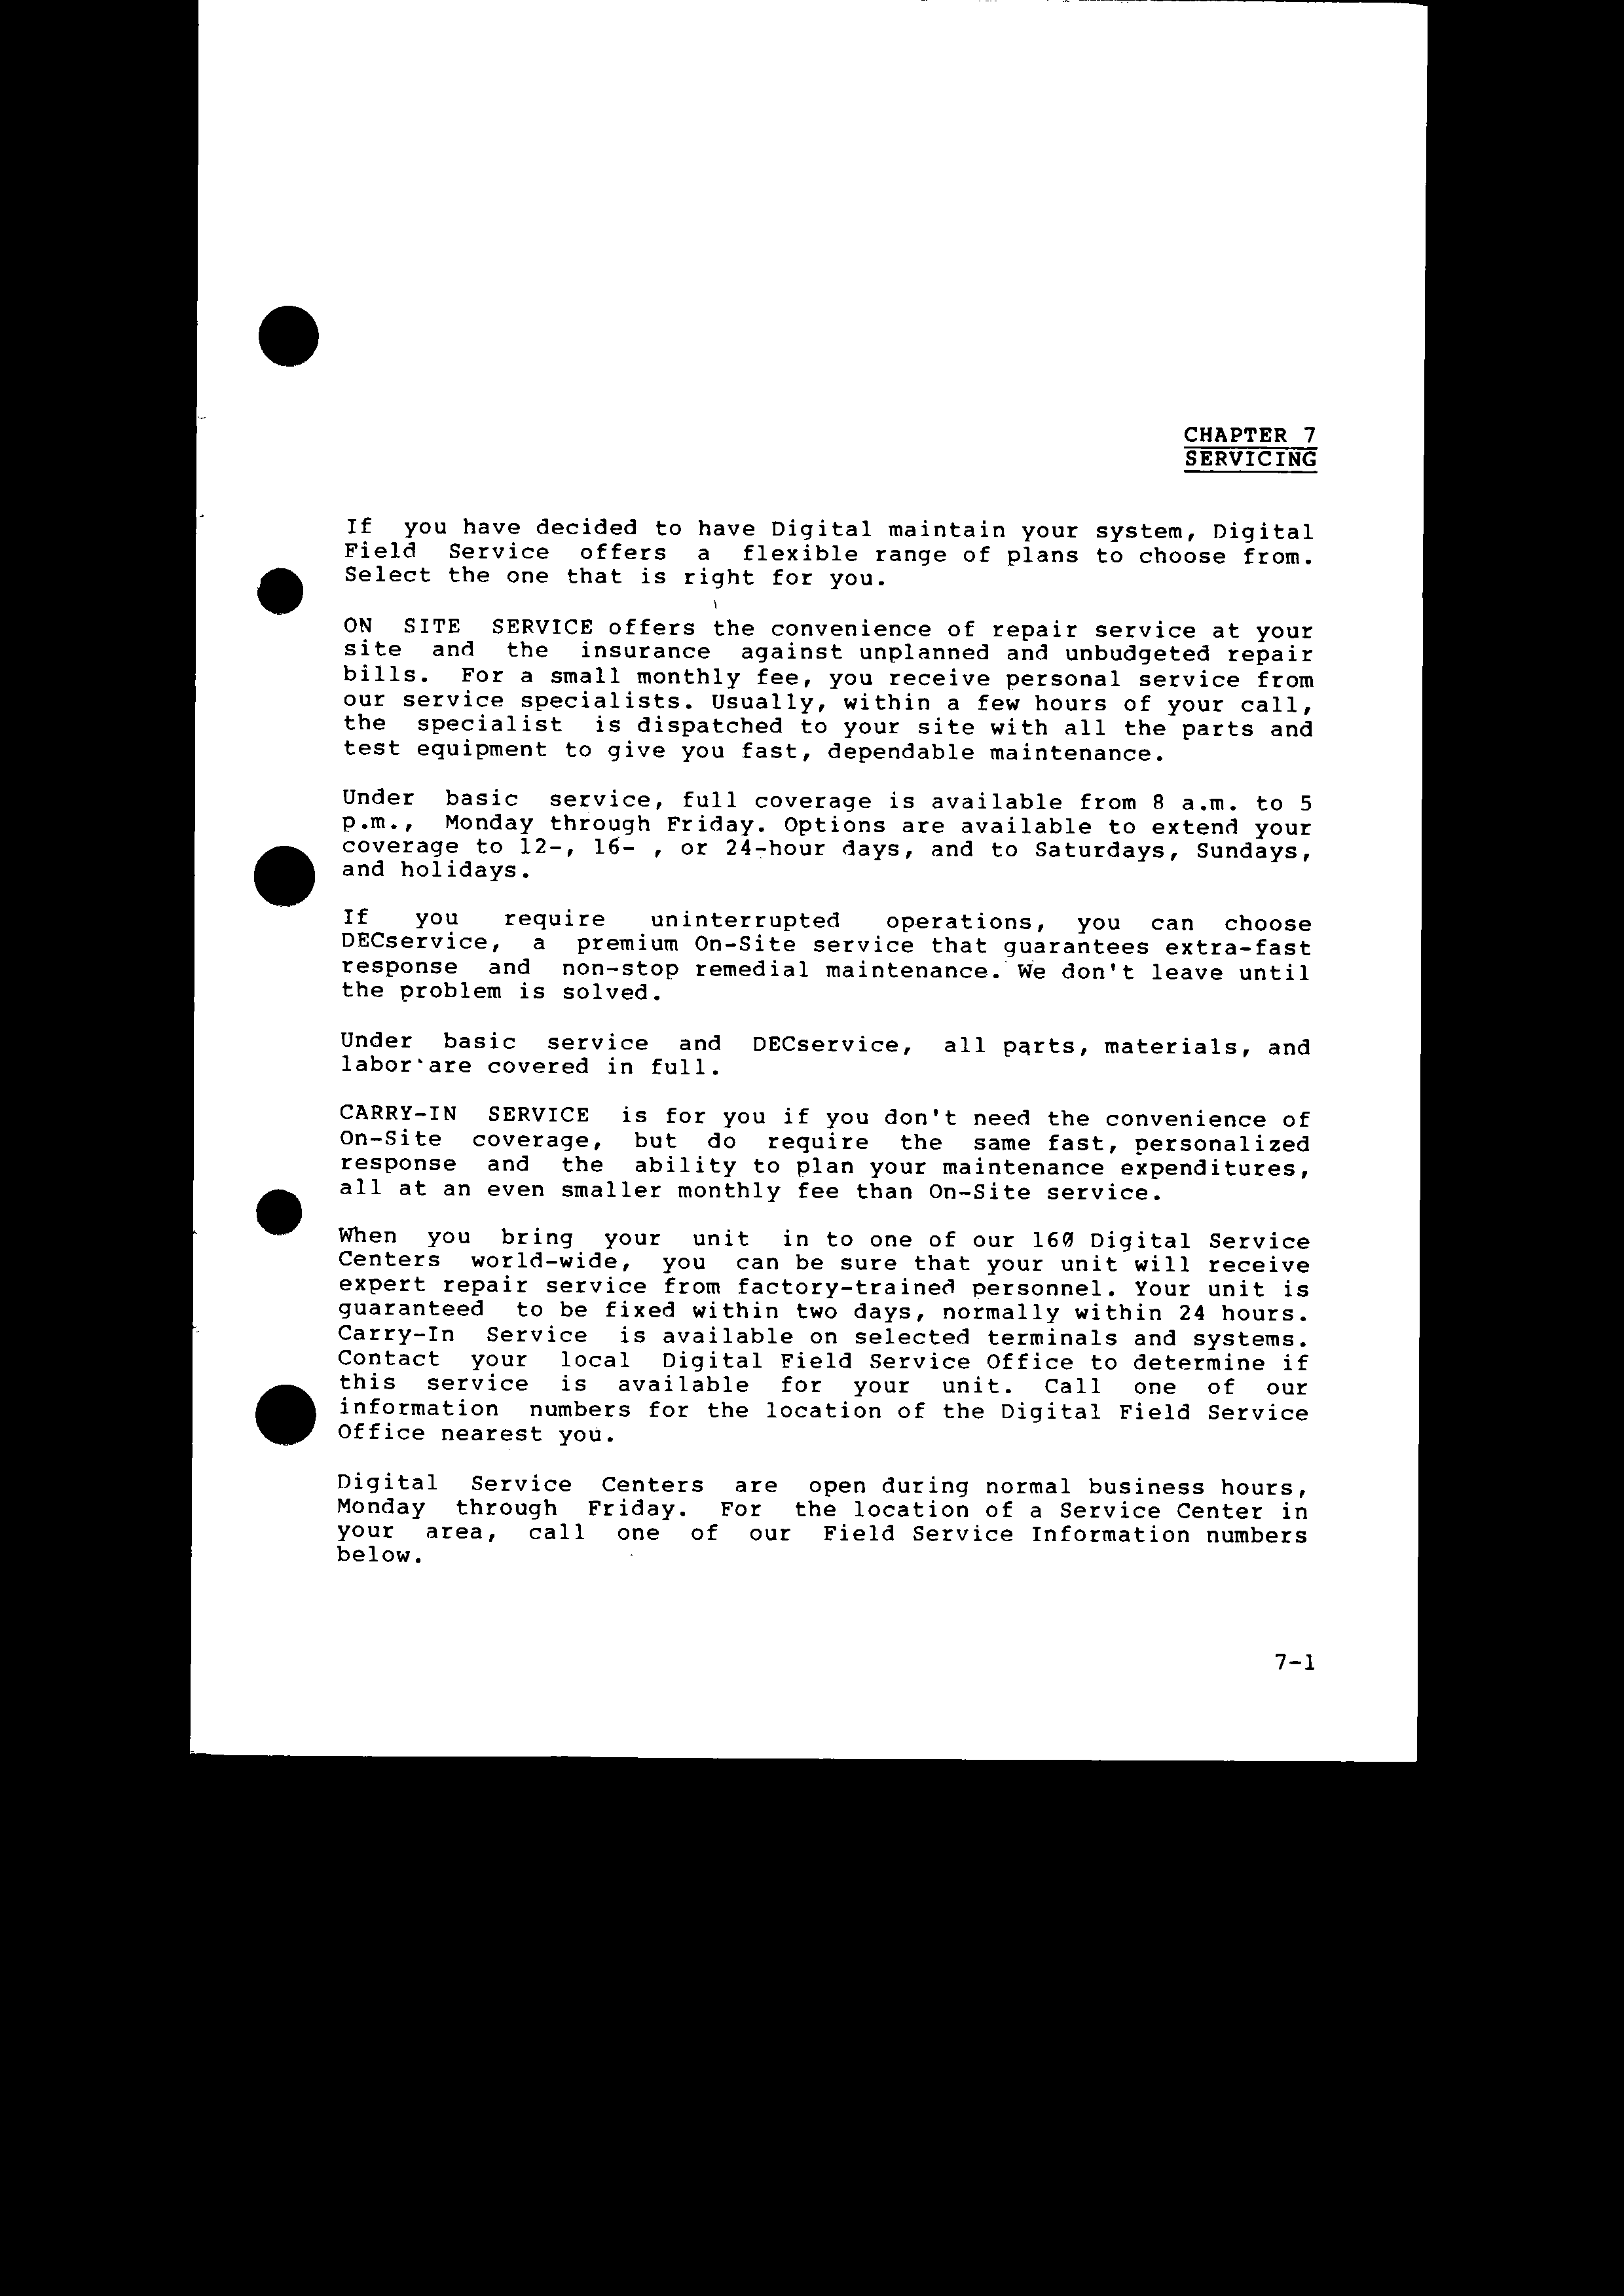 CHAPTER 7
SERVICING
If you have decided to have Digital maintain your system, Digital
Field Service offers a flexible range of plans to choose from.
Select the one that is right for you.
ON SITE SERVICE offers the convenience of repair service at your
site and the insurance against unplanned and unbudgeted repair
bills. For a small monthly fee, you receive personal service from
our service specialists. Usually, within a few hours of your call,
the specialist is dispatched to your site with all the parts and
test equipment to give you fast, dependable maintenance.
Under basic service, full coverage is available from 8 a.m. to 5
p.m., Monday through Friday. Options are available to extend your
coverage to 12-, 16- , or 24-hour days, and to Saturdays, Sundays,
and holidays.
If you require uninterrupted operations, you can choose
DECservice, a premium On-Site service that guarantees extra-fast
response and non-stop remedial maintenance. We don't leave until
the problem is solved.
Under basic service and DECservice, all parts, materials, and
labor are covered in full.
CARRY-IN SERVICE is for you if you don't need the convenience of
On-Site coverage, but do require the same fast, personalized
response and the ability to plan your maintenance expenditures,
all at an even smaller monthly fee than On-Site service.
When you bring your unit in to one of our 160 Digital Service
Centers world-wide, you can be sure that your unit will receive
expert repair service from factory-trained personnel. Your unit is
guaranteed to be fixed within two days, normally within 24 hours.
Carry-In Service is available on selected terminals and systems.
Contact your local Digital Field Service Office to determine if
this service is available for your unit. Call one of our
information numbers for the location of the Digital Field Service
Office nearest you.
Digital Service Centers are open during normal business hours,
Monday through Friday. For the location of a Service Center in
your area, call one of our Field Service Information numbers
below.
7-1